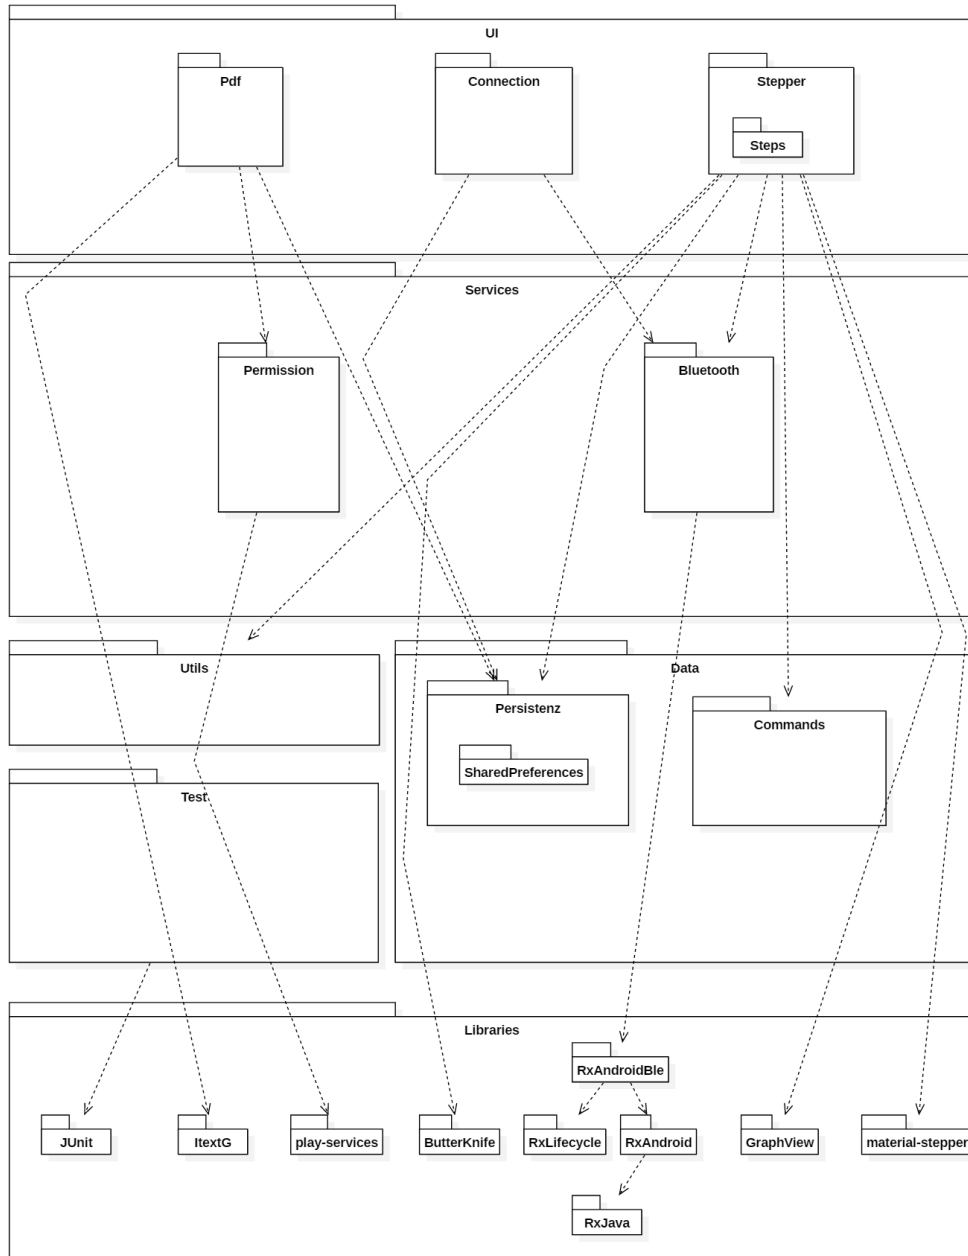 UI
Pdf
Connection
Stepper
Steps
Services
Permission
Bluetooth
Utils
Data
Persistenz
SharedPreferences
Commands
Test
Libraries
RxAndroidBle
JUnit
ItextG
play-services
ButterKnife
RxLifecycle
RxAndroid
GraphView
material-stepper
RxJava